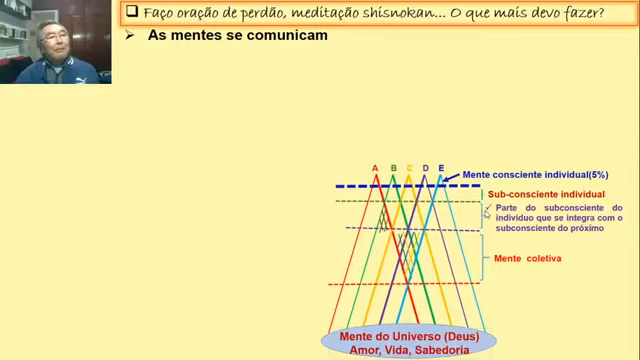 Faço oração de perdão, meditação shisnokan... O que mais devo fazer?
As mentes se comunicam
A B C D E
Mente consciente individual(5%)
Sub-consciente individual
Parte do subconsciente do
indivíduo que se integra com o
subconsciente do próximo
Mente coletiva
Mente do Universo (Deus)
Amor, Vida, Sabedoria